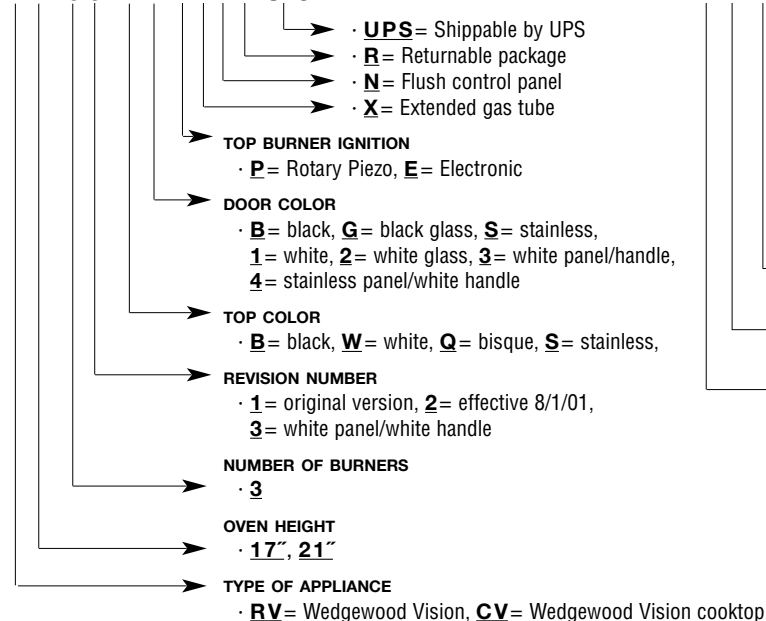 · UPS= Shippable by UPS
· R= Returnable package
· N= Flush control panel
· X= Extended gas tube
TOP BURNER IGNITION
· P= Rotary Piezo, E= Electronic
DOOR COLOR
· B= black, G= black glass, S= stainless,
1= white, 2= white glass, 3= white panel/handle,
4= stainless panel/white handle
TOP COLOR
· B= black, W= white, Q= bisque, S= stainless,
REVISION NUMBER
· 1= original version, 2= effective 8/1/01,
3= white panel/white handle
NUMBER OF BURNERS
· 3
OVEN HEIGHT
· 17˝, 21˝
TYPE OF APPLIANCE
· RV= Wedgewood Vision, CV= Wedgewood Vision cooktop